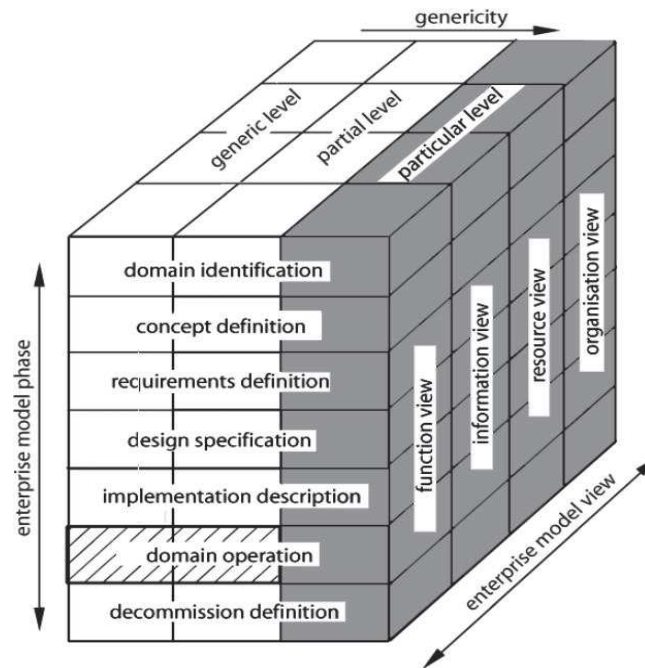 genericity
generic level
partial level
particular level
domain identification
concept definition
requirements definition
design specification
implementation description
domain operation
decommission definition
enterprise model phase
function view
information view
resource view
organisation view
enterprise model view